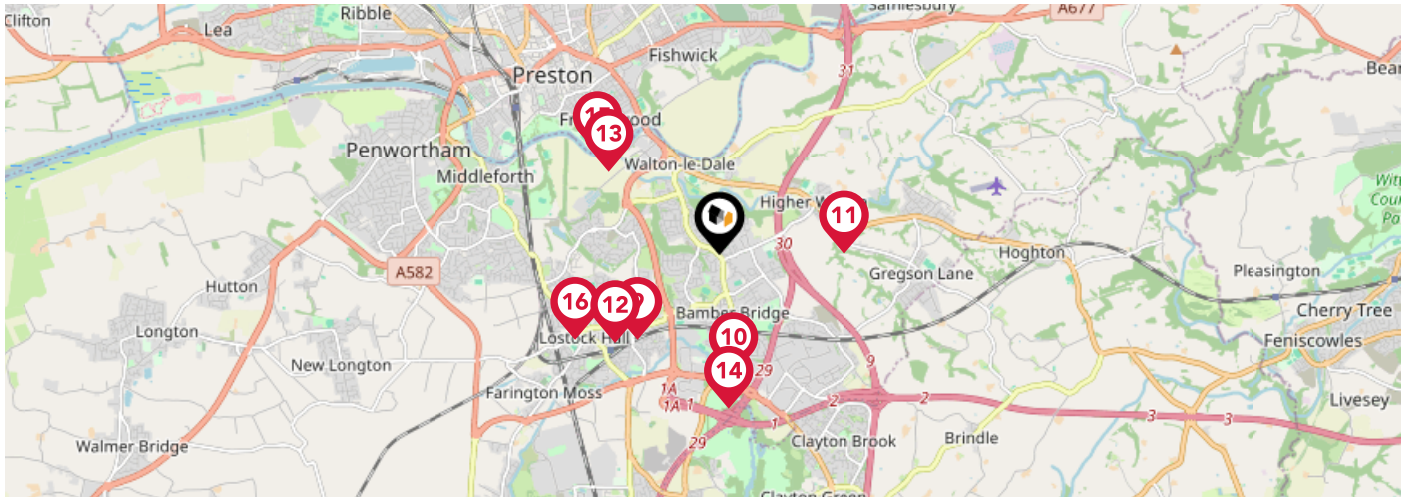 Clifton
Ribble
Lea
Samlesbury
A677
Fishwick
31
Preston
Bear
13
Penwortham
Walton-le-Dale
Middleforth
Higher W
11
30
Hoghton
Gregson Lane
A582
Pleasington
Hutton
16
12
Bamber Bridge
Cherry Tree
Longton
Lostock Hall
10
Feniscowles
New Longton
14
29
9
Farington Moss
1A
1A
1
2
2
3
3
Livesey
1
29
Clayton Brook
Brindle
Walmer Bridge
Clayton Green